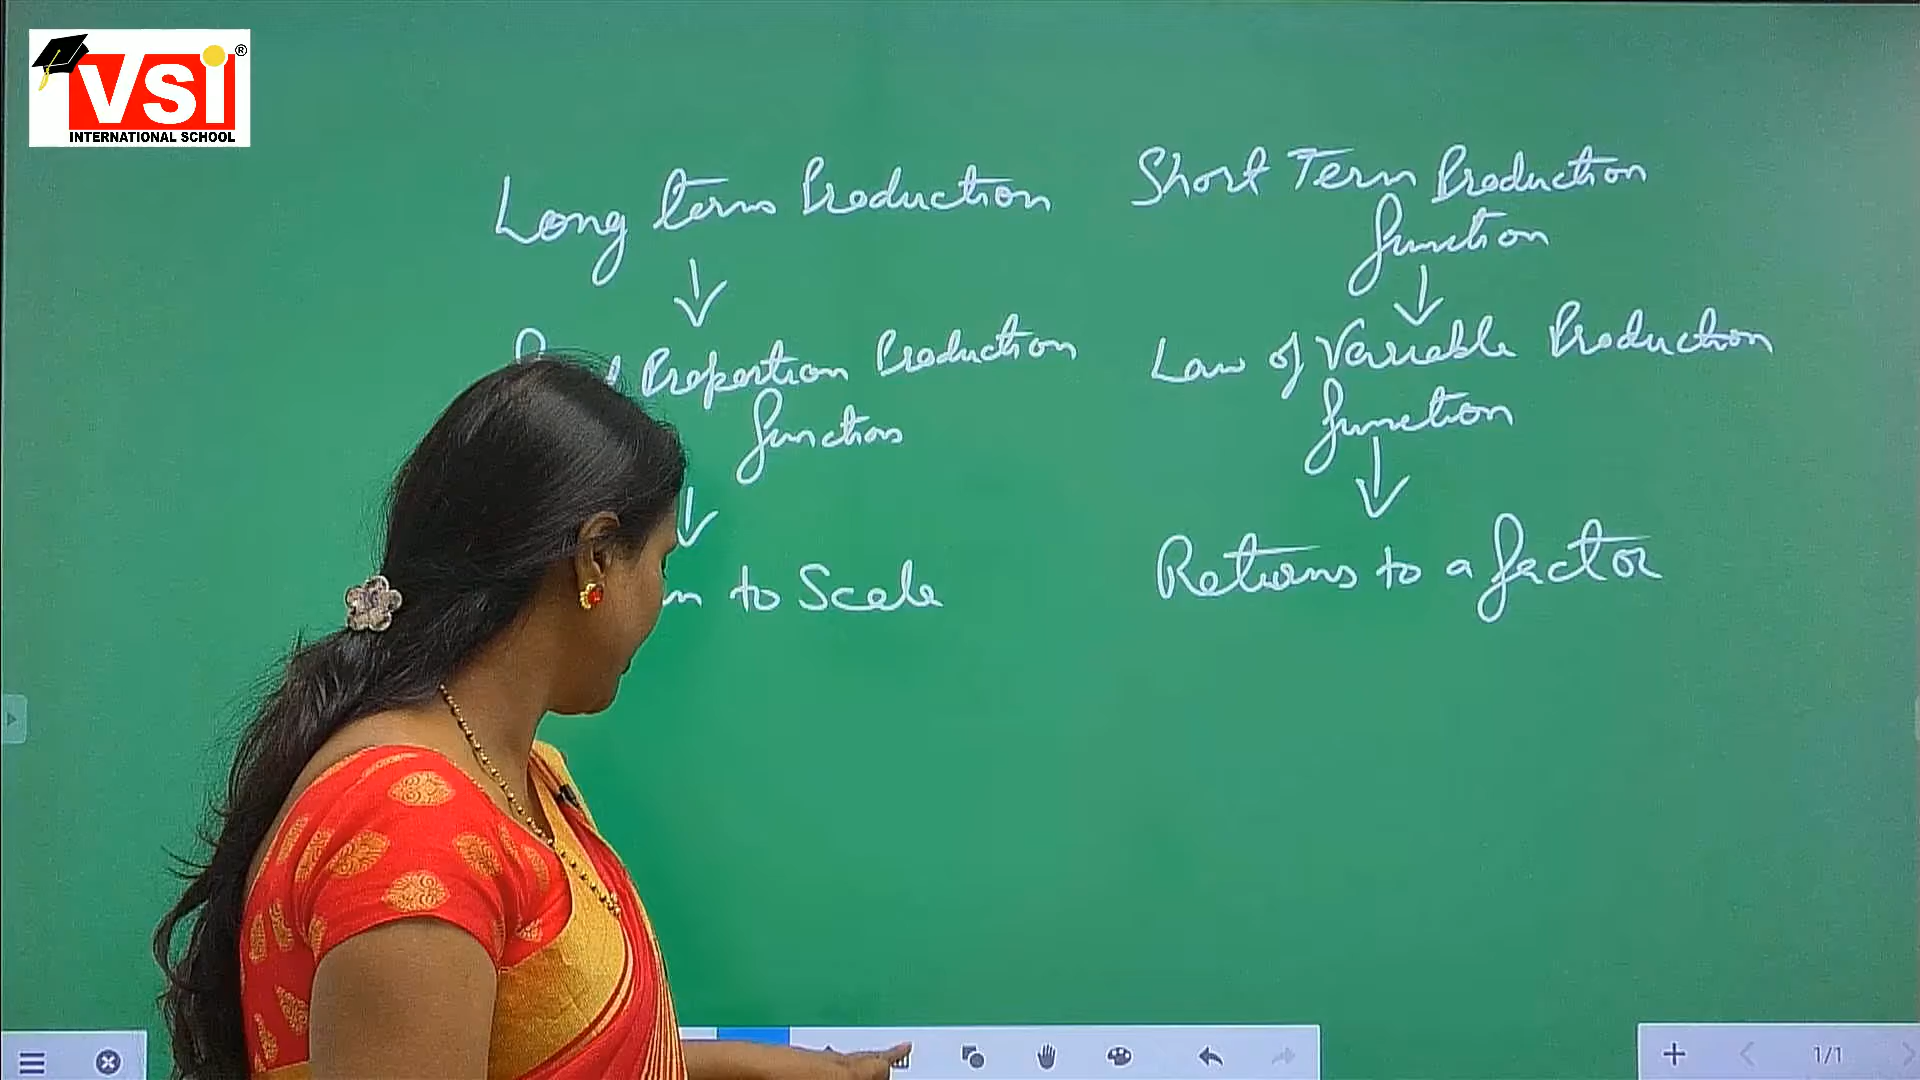 VSI ®
INTERNATIONAL SCHOOL
Long term Production
Short Term Production
function
Proportion Production
function
Law of Variable Production
function
to Scale
Returns to a factor
1/1